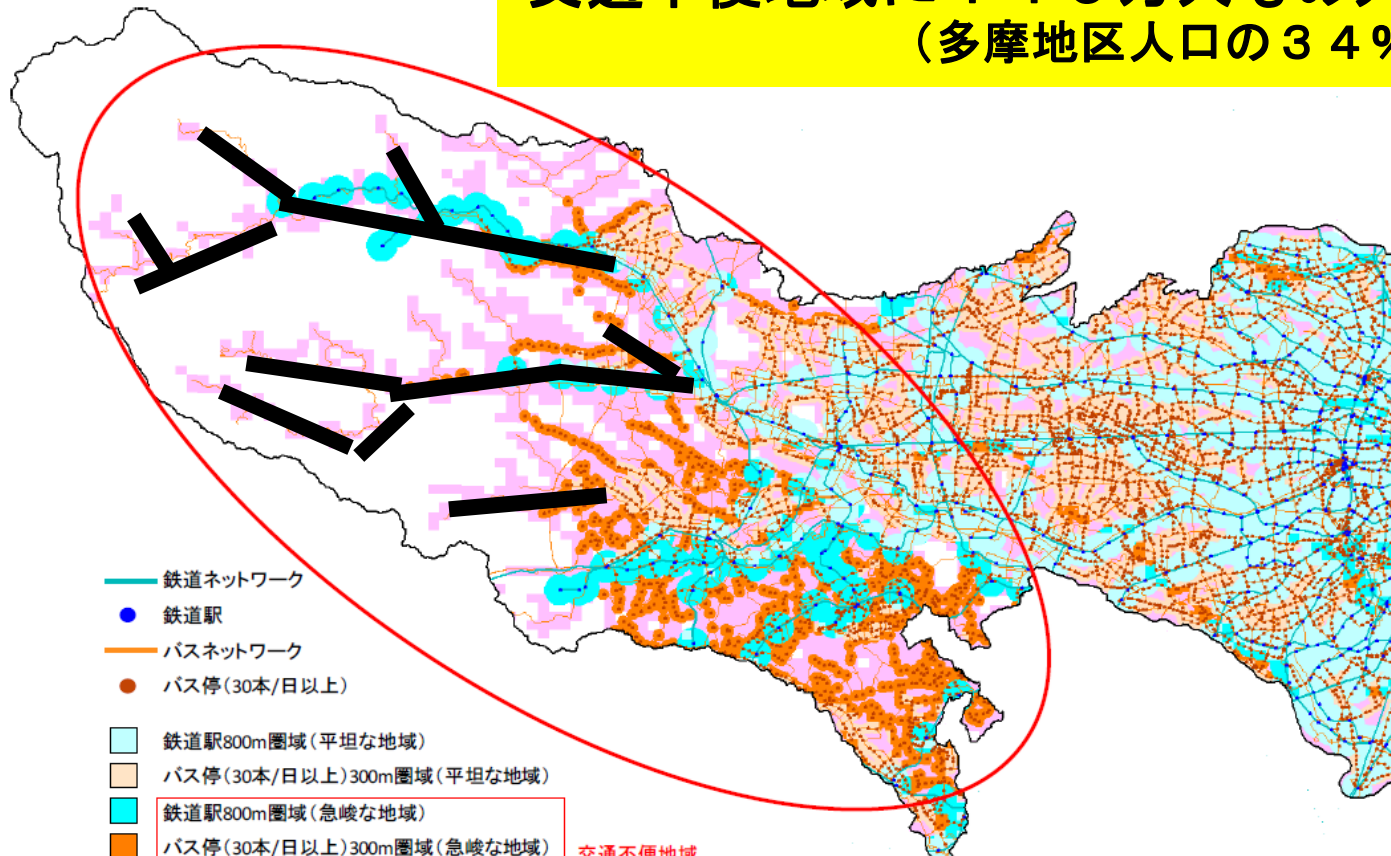 （多摩地区人口の３４%
鉄道ネットワーク
鉄道駅
バスネットワーク
バス停(30本/日以上)
鉄道駅800m圏域(平坦な地域)
バス停(30本/日以上)300m圏域(平坦な地域)
鉄道駅800m圏域(急峻な地域)
バス停(30本/日以上)300m圏域(急峻な地域)
交通不便地域